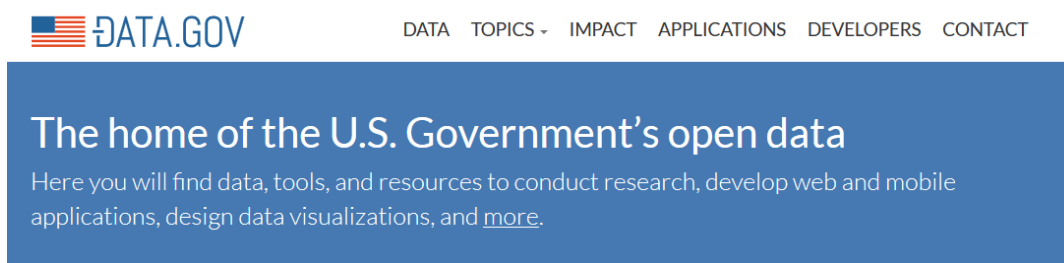 DATA.GOV
DATA TOPICS IMPACT APPLICATIONS DEVELOPERS CONTACT
The home of the U.S. Government’s open data
Here you will find data, tools, and resources to conduct research, develop web and mobile
applications, design data visualizations, and more.